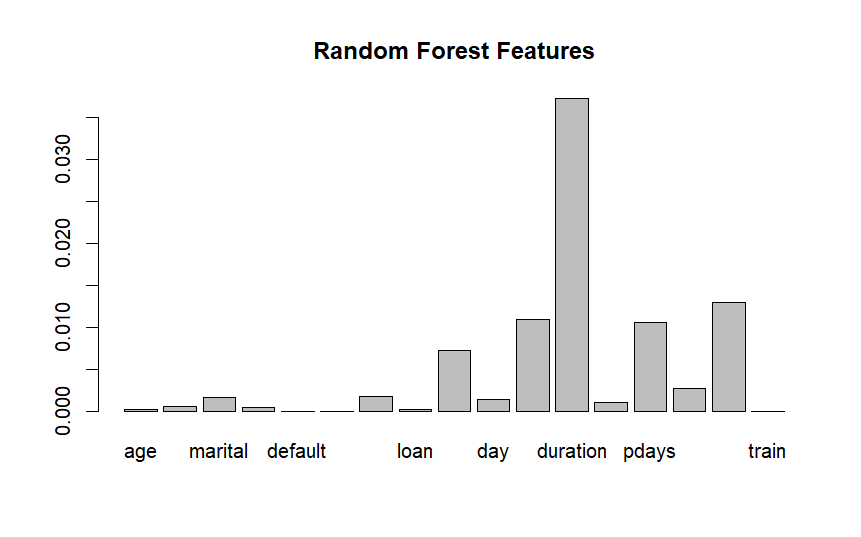 Random Forest Features
0.030
0.020
0.010
0.000
age marital default loan day duration pdays train